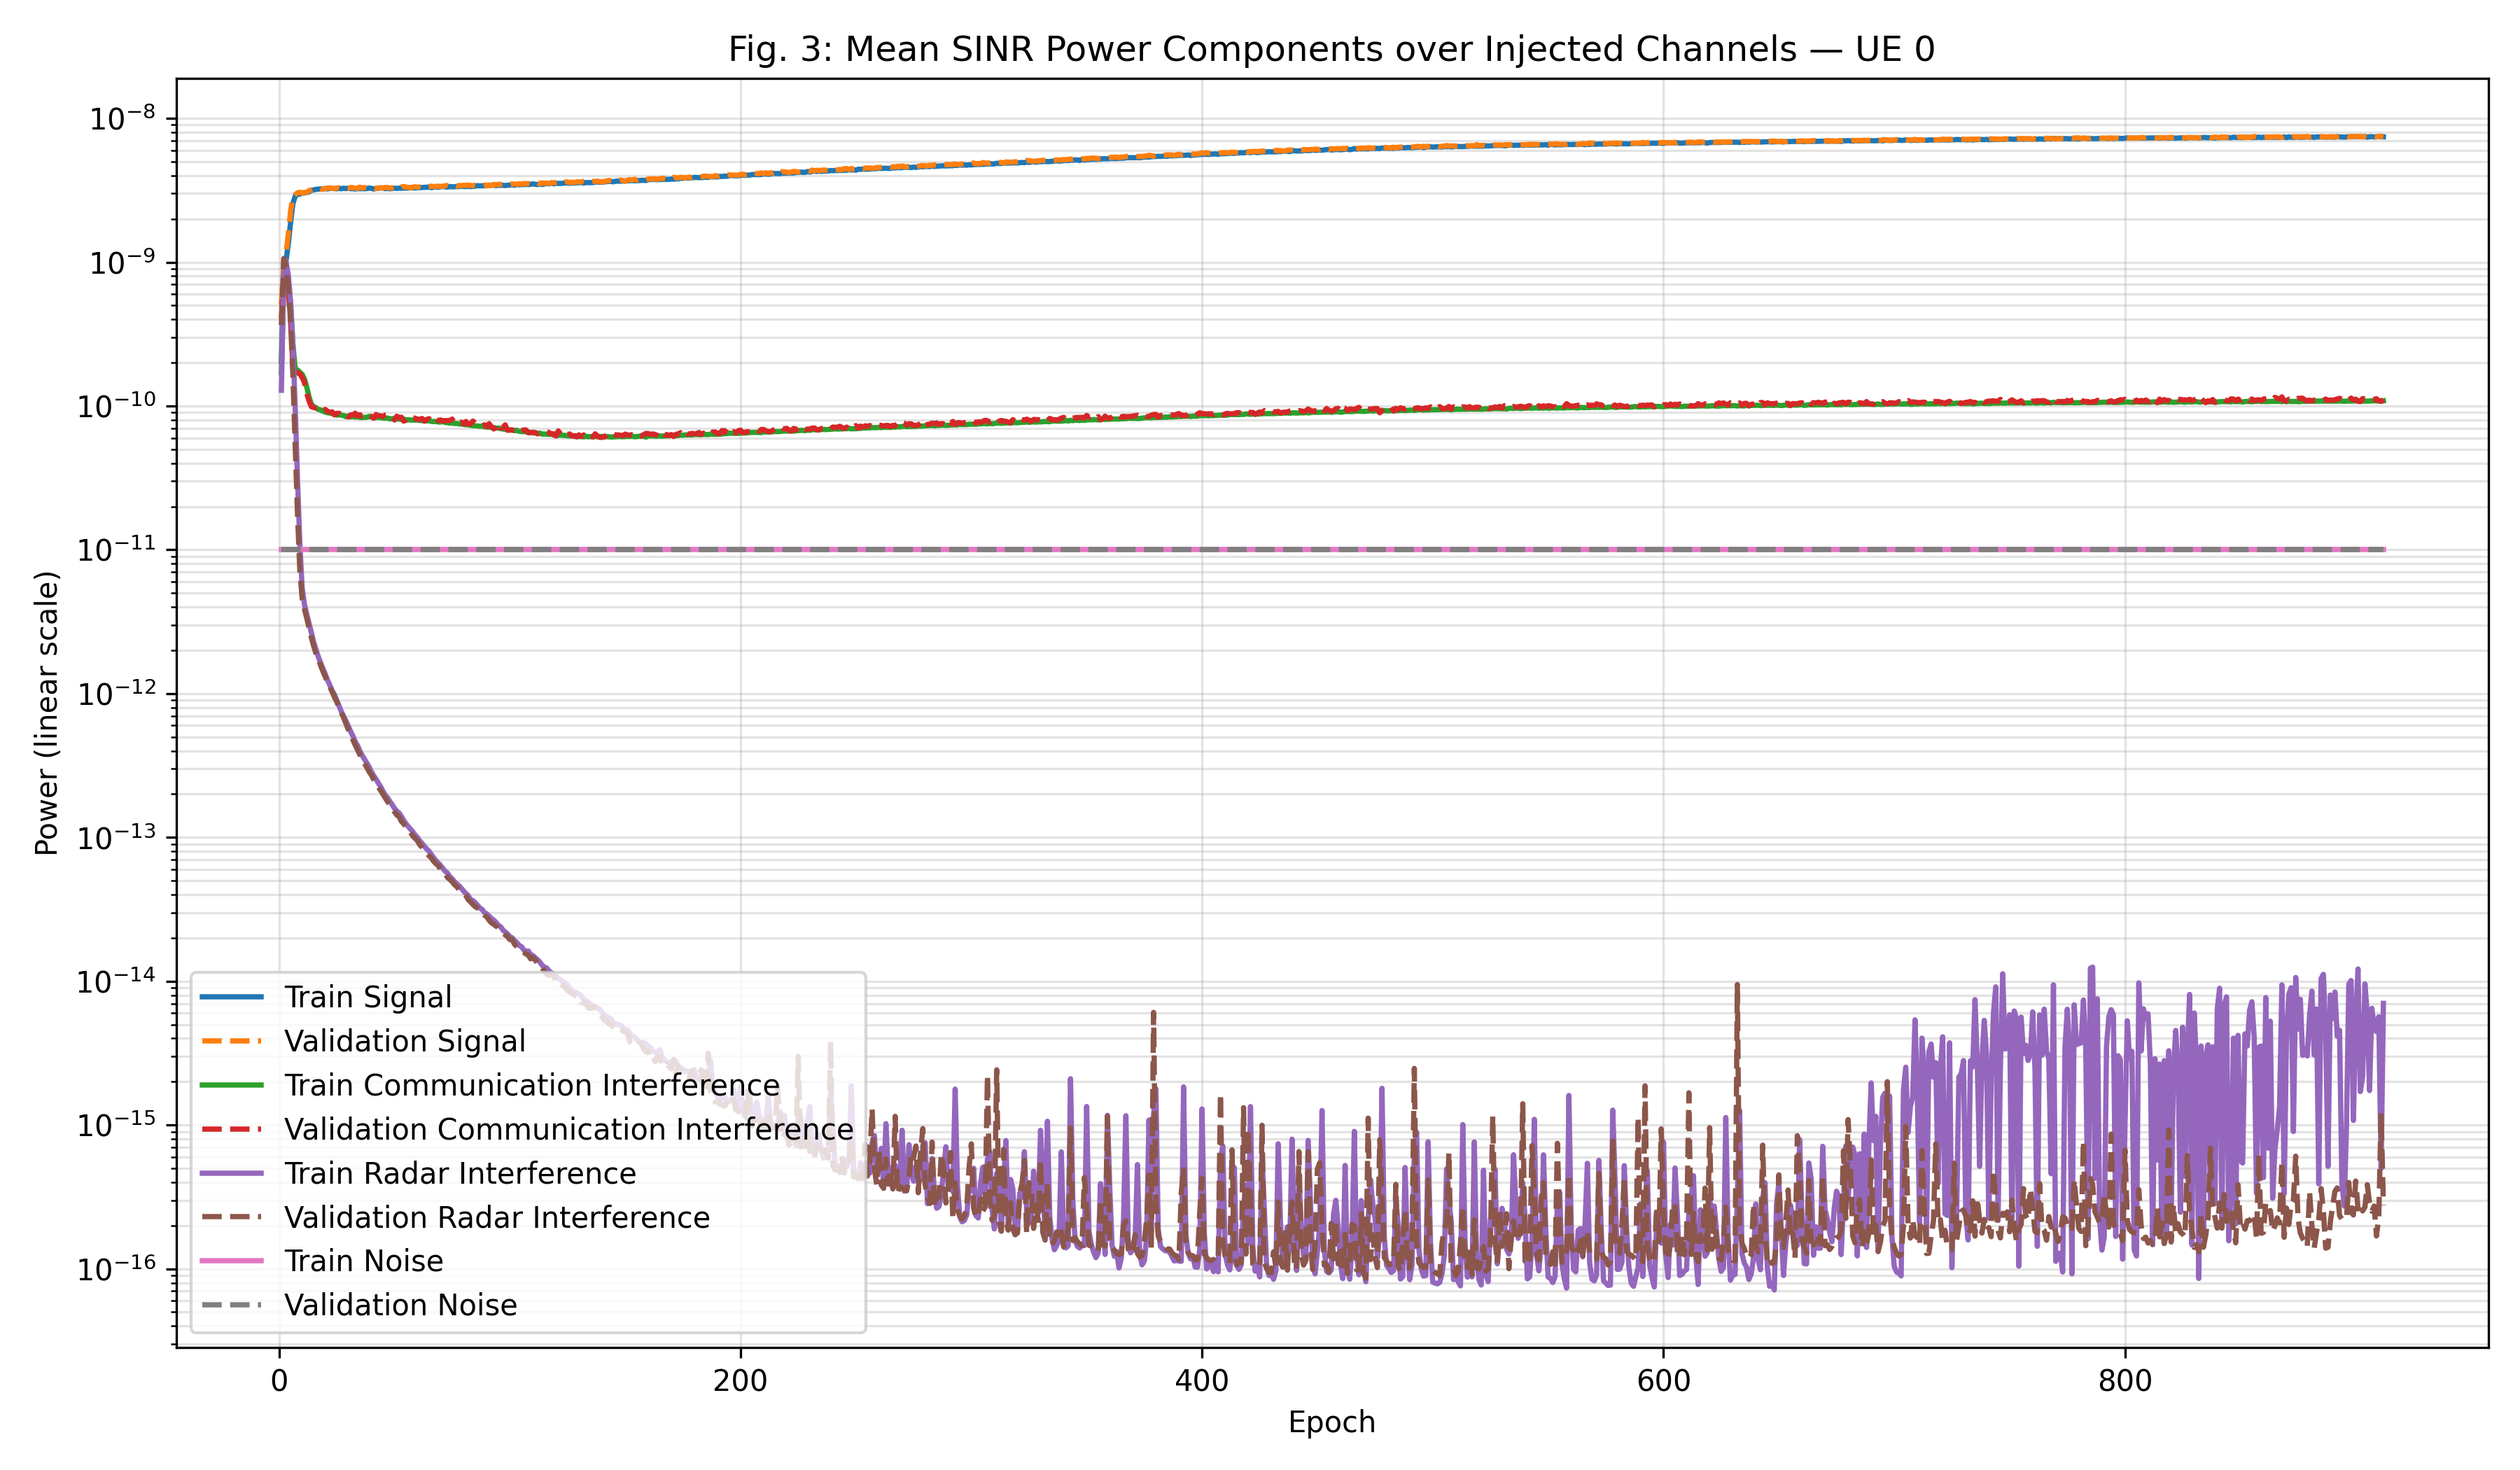 Fig. 3: Mean SINR Power Components over Injected Channels — UE 0
Power (linear scale)
10⁻⁸
10⁻⁹
10⁻¹⁰
10⁻¹¹
10⁻¹²
10⁻¹³
10⁻¹⁴
10⁻¹⁵
10⁻¹⁶
Train Signal
Validation Signal
Train Communication Interference
Validation Communication Interference
Train Radar Interference
Validation Radar Interference
Train Noise
Validation Noise
0 200 400 600 800
Epoch